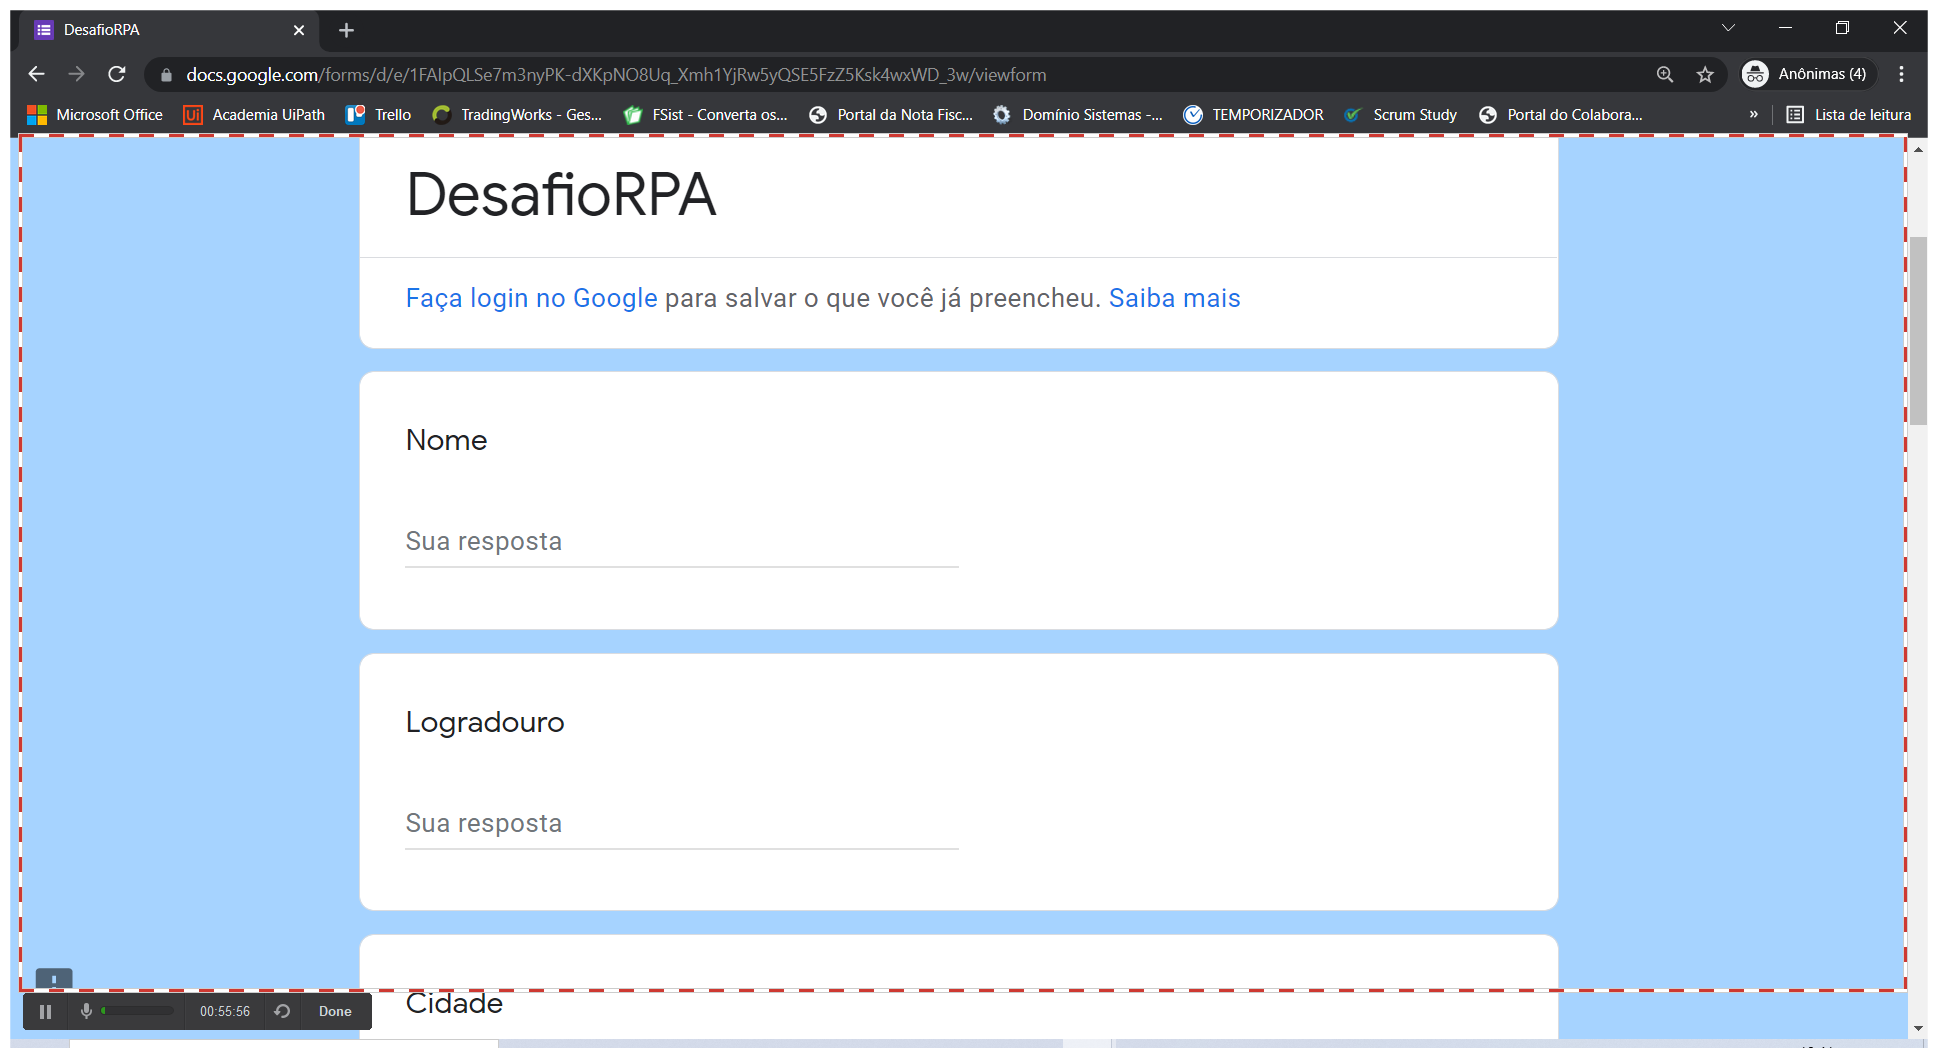 DesafioRPA
docs.google.com/forms/d/e/1FAIpQLSe7m3nyPK-dXKpNO8Uq_Xmh1YjRw5yQSE5FzZ5Ksk4wxWD_3w/viewform
Anônimas (4)
Microsoft Office Academia UiPath Trello TradingWorks - Ges... FSist - Converta os... Portal da Nota Fisc... Domínio Sistemas -... TEMPORIZADOR Scrum Study Portal do Colabora... » Lista de leitura
DesafioRPA
Faça login no Google para salvar o que você já preencheu. Saiba mais
Nome
Sua resposta
Logradouro
Sua resposta
Cidade
00:55:56 Done